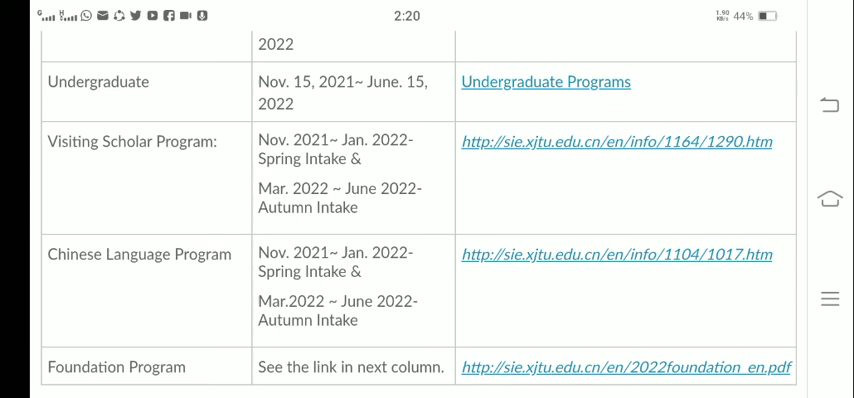 2:20
1.90
KB/s
44%
2022
Undergraduate
Nov. 15, 2021~ June. 15,
2022
Undergraduate Programs
Visiting Scholar Program:
Nov. 2021~ Jan. 2022-
Spring Intake &
Mar. 2022 ~ June 2022-
Autumn Intake
http://sie.xjtu.edu.cn/en/info/1164/1290.htm
Chinese Language Program
Nov. 2021~ Jan. 2022-
Spring Intake &
Mar.2022 ~ June 2022-
Autumn Intake
http://sie.xjtu.edu.cn/en/info/1104/1017.htm
Foundation Program
See the link in next column.
http://sie.xjtu.edu.cn/en/2022foundation_en.pdf